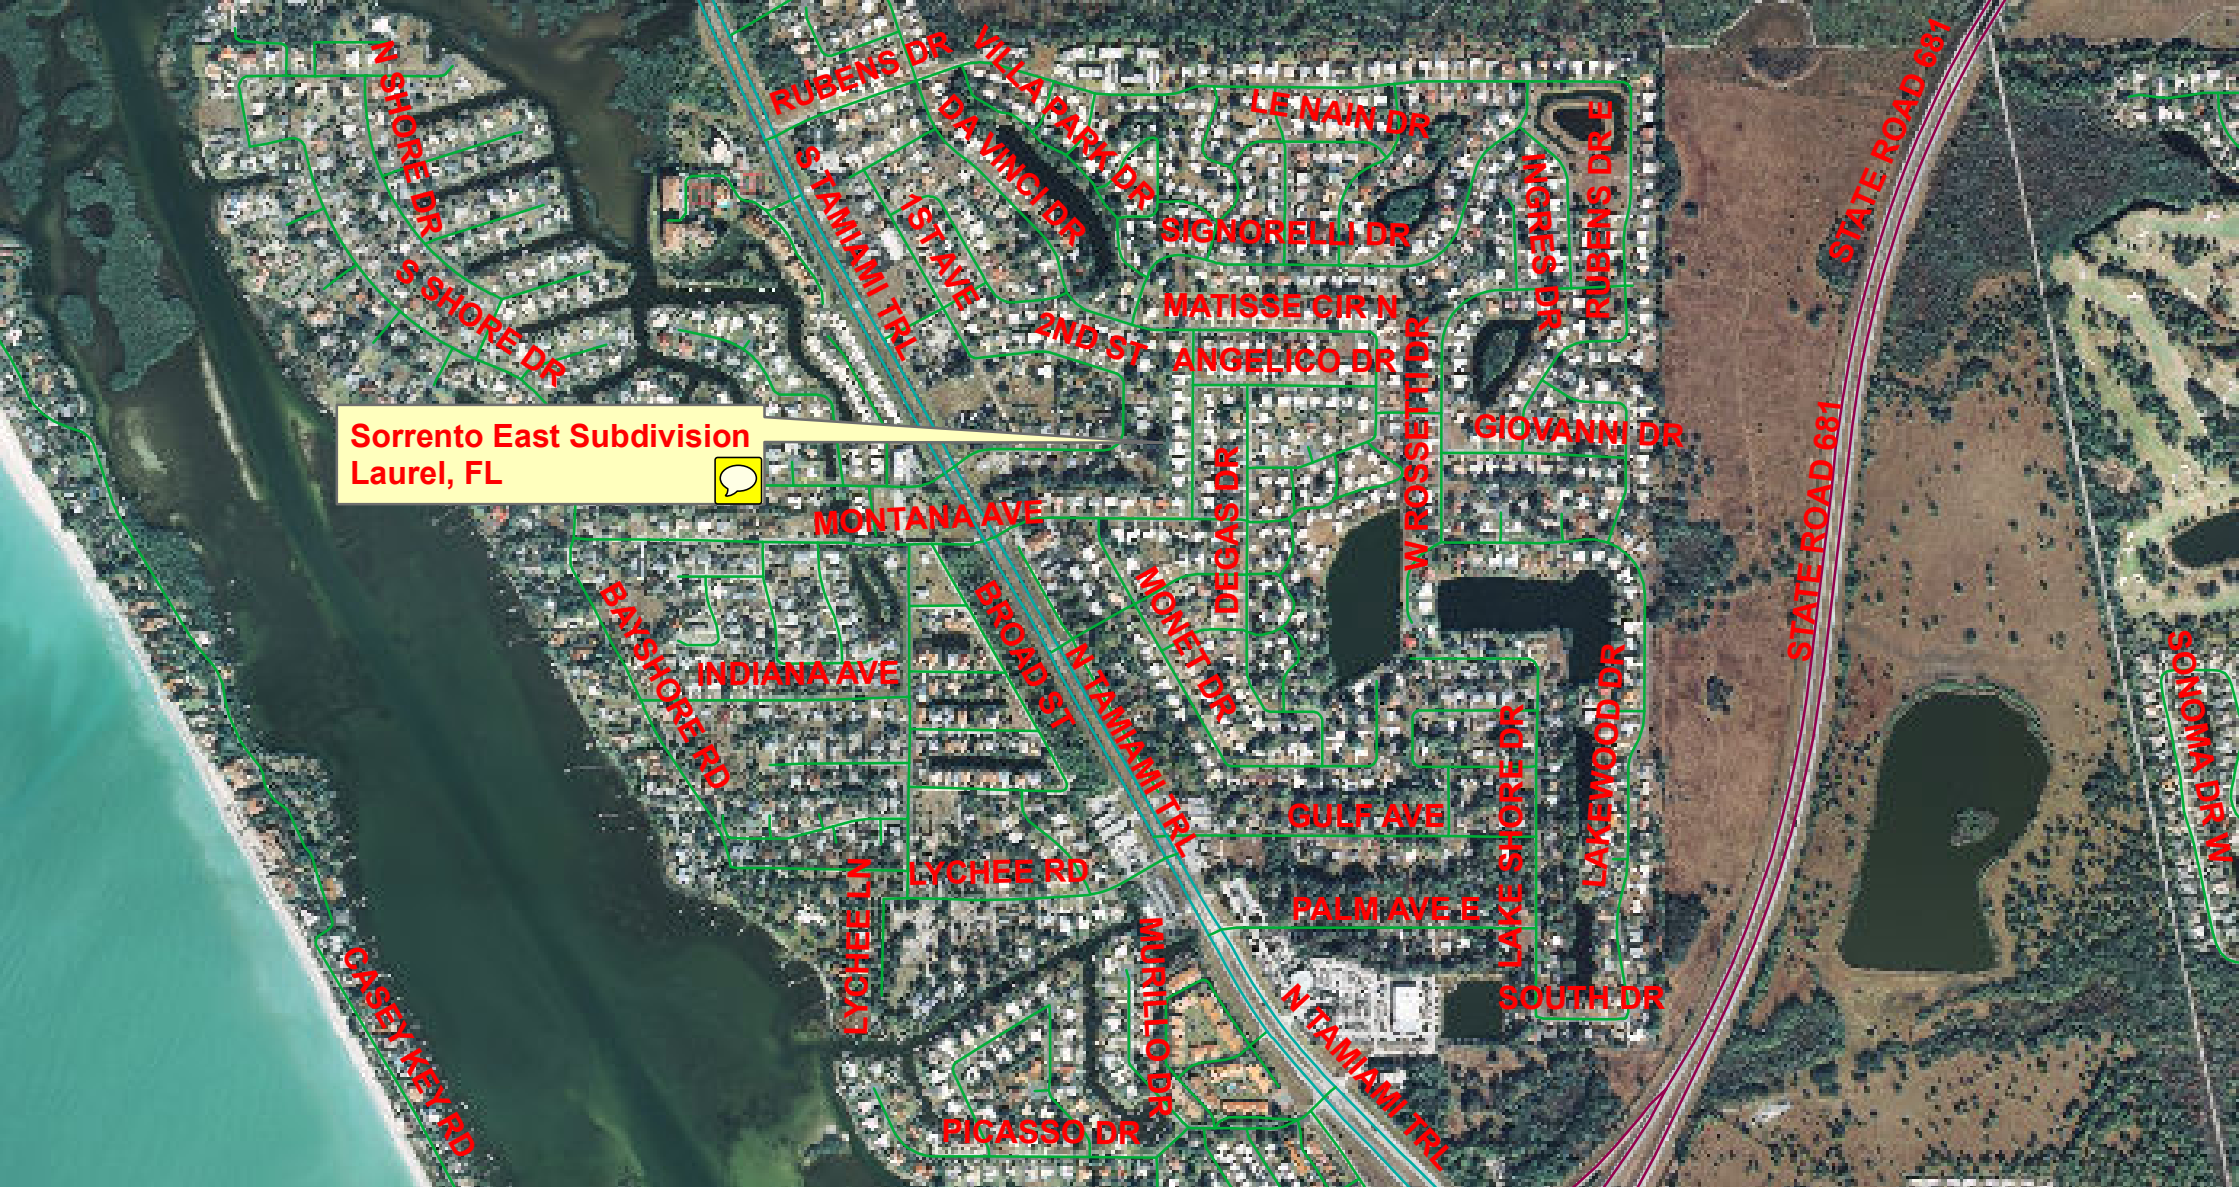 N SHORE DR
RUBENS DR
VILLA PARK DR
LE NAIN DR
STATE ROAD 681
DA VINCI DR
RUBENS DR E
S TAMIAMI TRL
1ST AVE
INGRES DR
SIGNORELLI DR
S SHORE DR
MATISSE CIR N
2ND ST
ANGELICO DR
W ROSSETTI DR
Sorrento East Subdivision
Laurel, FL
GIOVANNI DR
STATE ROAD 681
DEGAS DR
MONTANA AVE
BAYSHORE RD
BROAD ST
MONET DR
INDIANA AVE
N TAMIAMI TRL
LAKEWOOD DR
SONOMA DR W
LAKE SHORE DR
GULF AVE
LYCHEE RD
LYCHEE LN
PALM AVE E
MURILLO DR
CASEY KEY RD
SOUTH DR
N TAMIAMI TRL
PICASSO DR